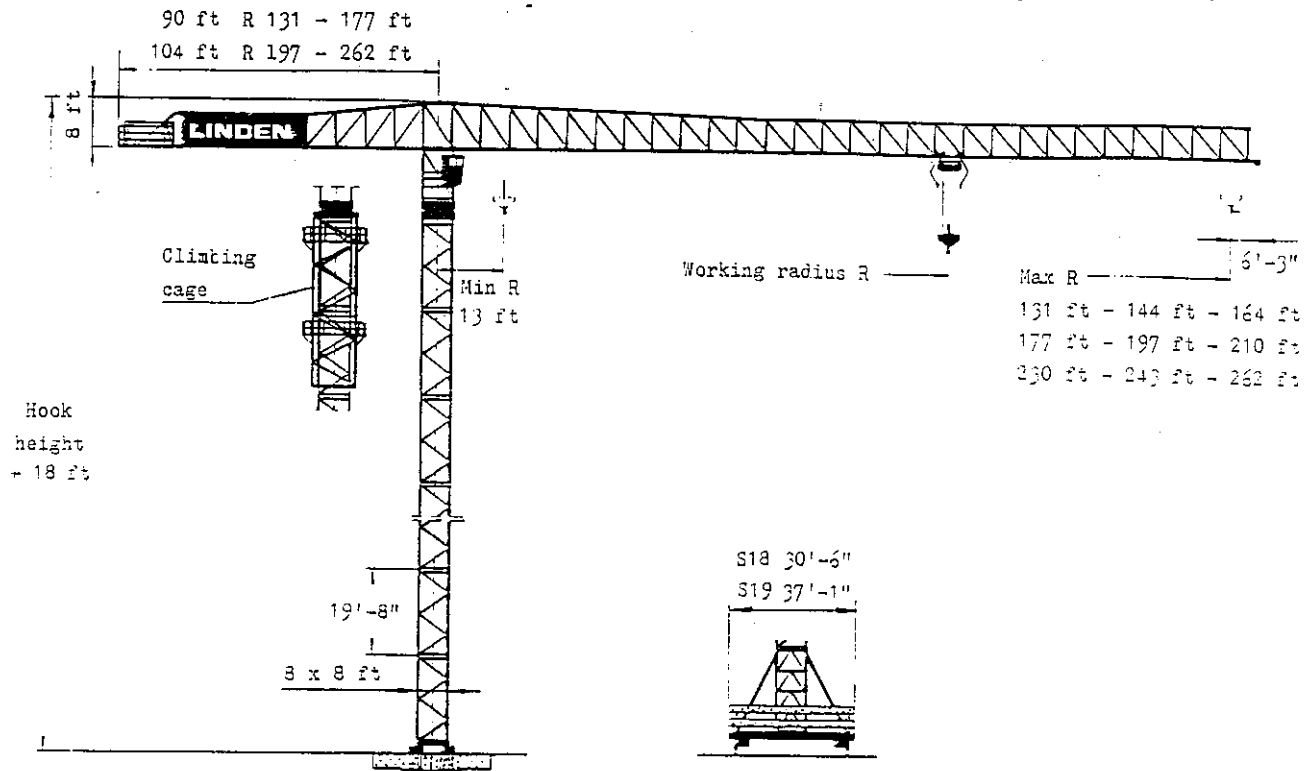 90 ft R 131 - 177 ft
104 ft R 197 - 262 ft
8 ft
LINDEN
Climbing
cage
Min R
13 ft
Working radius R
6'-3"
Max R
131 ft - 144 ft - 164 ft
177 ft - 197 ft - 210 ft
230 ft - 243 ft - 262 ft
Hook
height
+ 18 ft
S18 30'-6"
S19 37'-1"
19'-8"
8 x 8 ft